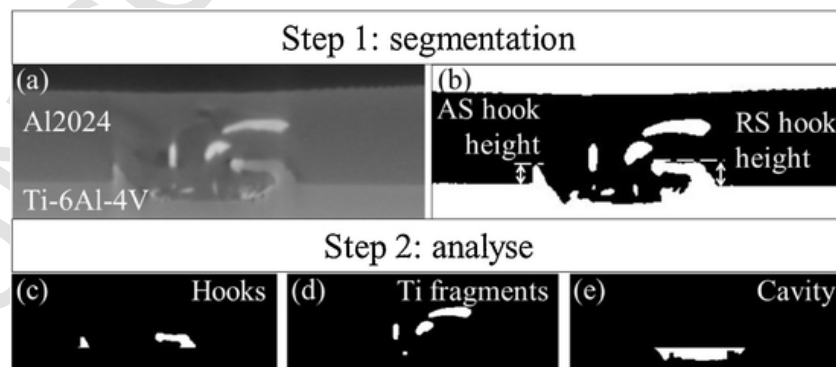 Step 1: segmentation
(a)
Al2024
Ti-6Al-4V
(b)
AS hook
height
RS hook
height
Step 2: analyse
(c) Hooks
(d) Ti fragments
(e) Cavity